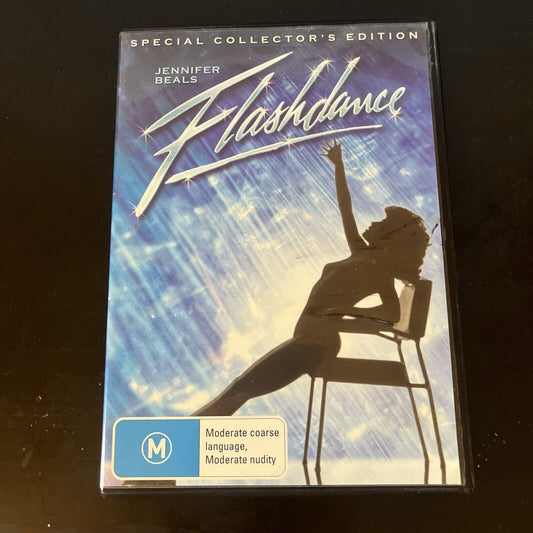 SPECIAL COLLECTOR'S EDITION
JENNIFER
BEALS
Flashdance
M
Moderate coarse
language,
Moderate nudity